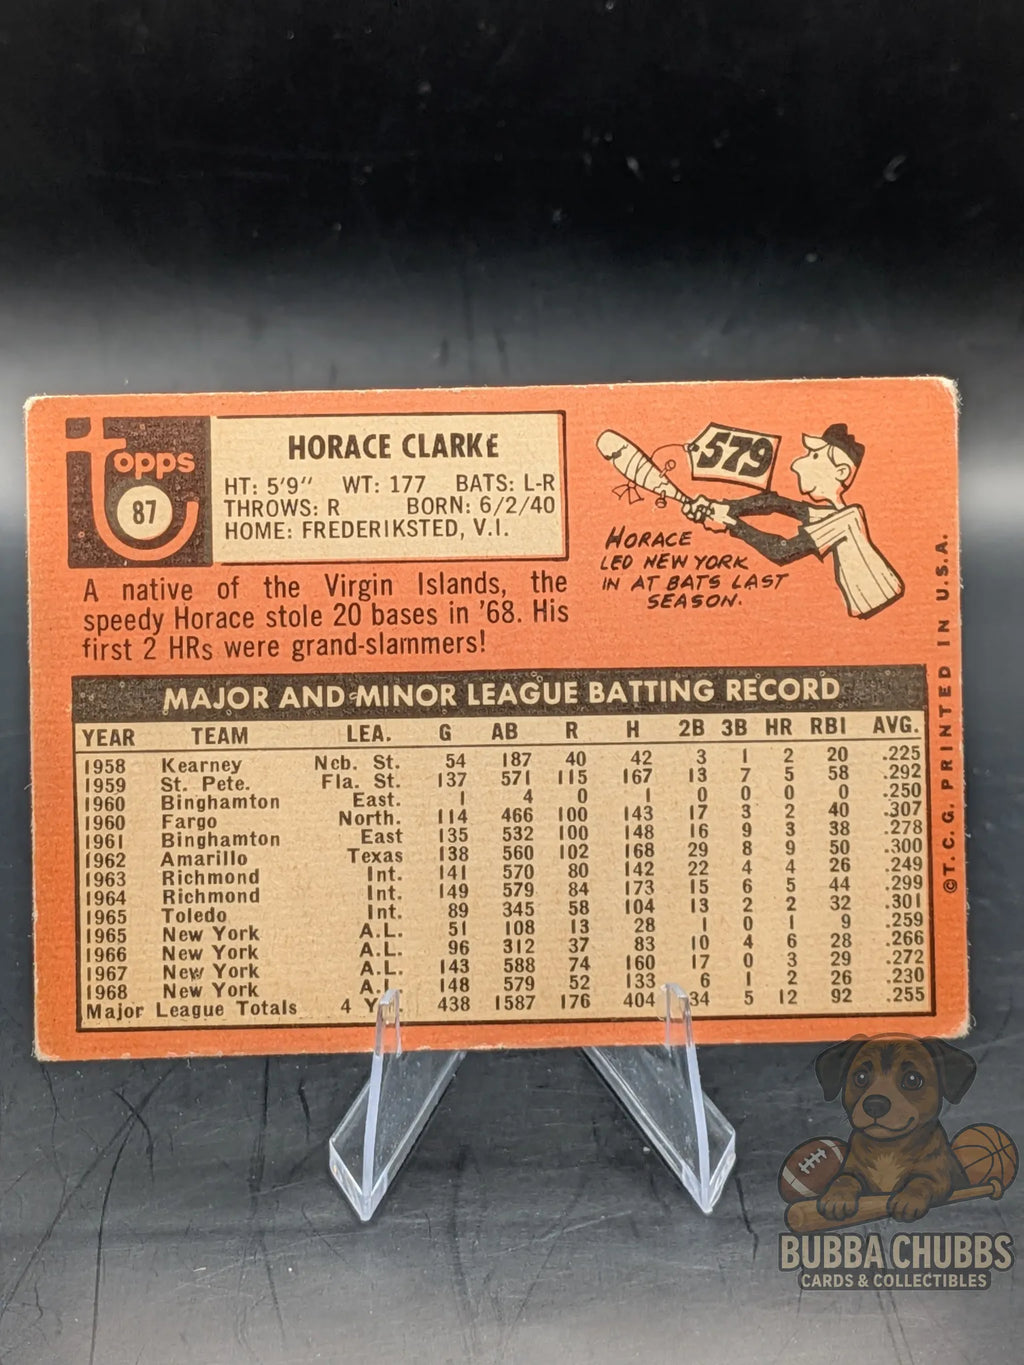 Topps
87
HORACE CLARKE
HT: 5'9" WT: 177 BATS: L-R
THROWS: R BORN: 6/2/40
HOME: FREDERIKSTED, V.I.
A native of the Virgin Islands, the
speedy Horace stole 20 bases in '68. His
first 2 HRs were grand-slammers!
579
HORACE
LED NEW YORK
IN AT BATS LAST
SEASON.
MAJOR AND MINOR LEAGUE BATTING RECORD
YEAR TEAM LEA. G AB R H 2B 3B HR RBI AVG.
1958 Kearney Neb. St. 54 187 40 42 3 1 2 20 .225
1959 St. Pete. Fla. St. 137 571 115 167 13 7 5 58 .292
1960 Binghamton East. 1 4 0 1 0 0 0 0 .250
1960 Fargo North. 114 466 100 143 17 3 2 40 .307
1961 Binghamton East 135 532 100 148 16 9 3 38 .278
1962 Amarillo Texas 138 560 102 168 29 8 9 50 .300
1963 Richmond Int. 141 570 80 142 22 4 4 26 .249
1964 Richmond Int. 149 579 84 173 15 6 5 44 .299
1965 Toledo Int. 89 345 58 104 13 2 2 32 .301
1965 New York A.L. 51 108 13 28 1 0 1 9 .259
1966 New York A.L. 96 312 37 83 10 4 6 28 .266
1967 New York A.L. 143 588 74 160 17 0 3 29 .272
1968 New York A.L. 148 579 52 133 6 1 2 26 .230
Major League Totals 4 Y 438 1587 176 404 34 5 12 92 .255
©T.C.G. PRINTED IN U.S.A.
BUBBA CHUBBS
CARDS & COLLECTIBLES